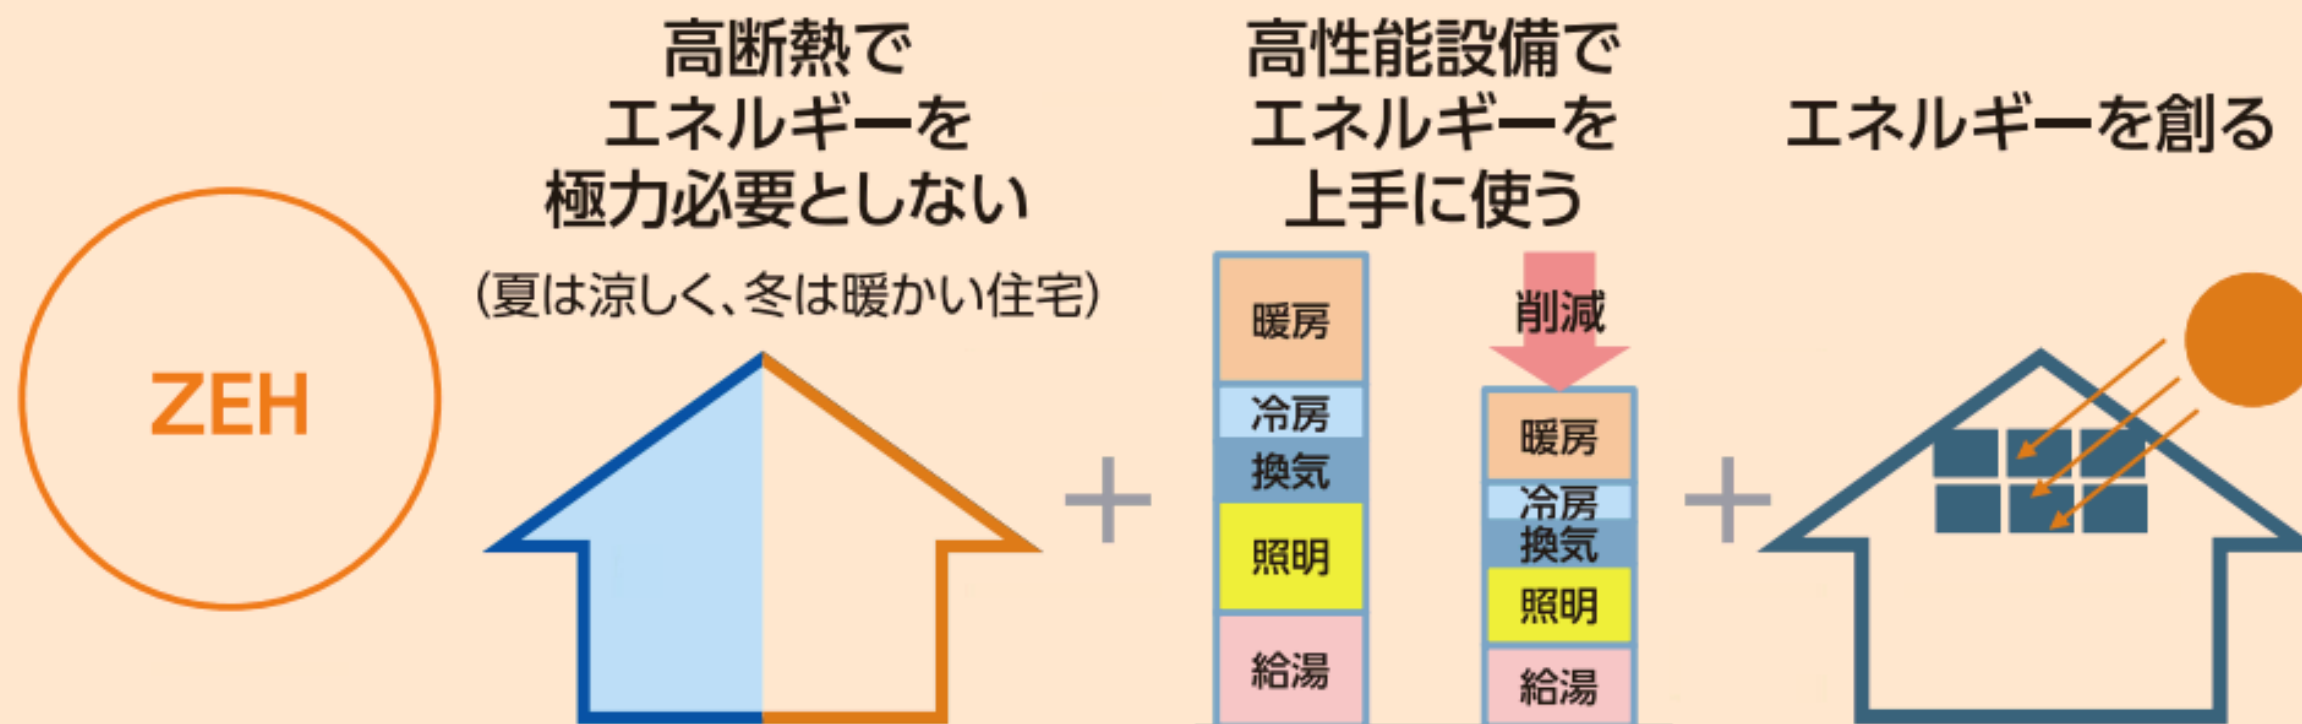 ZEH
高断熱で
エネルギーを
極力必要としない
(夏は涼しく、冬は暖かい住宅)
高性能設備で
エネルギーを
上手に使う
暖房
冷房
換気
照明
給湯
削減
暖房
冷房
換気
照明
給湯
エネルギーを創る